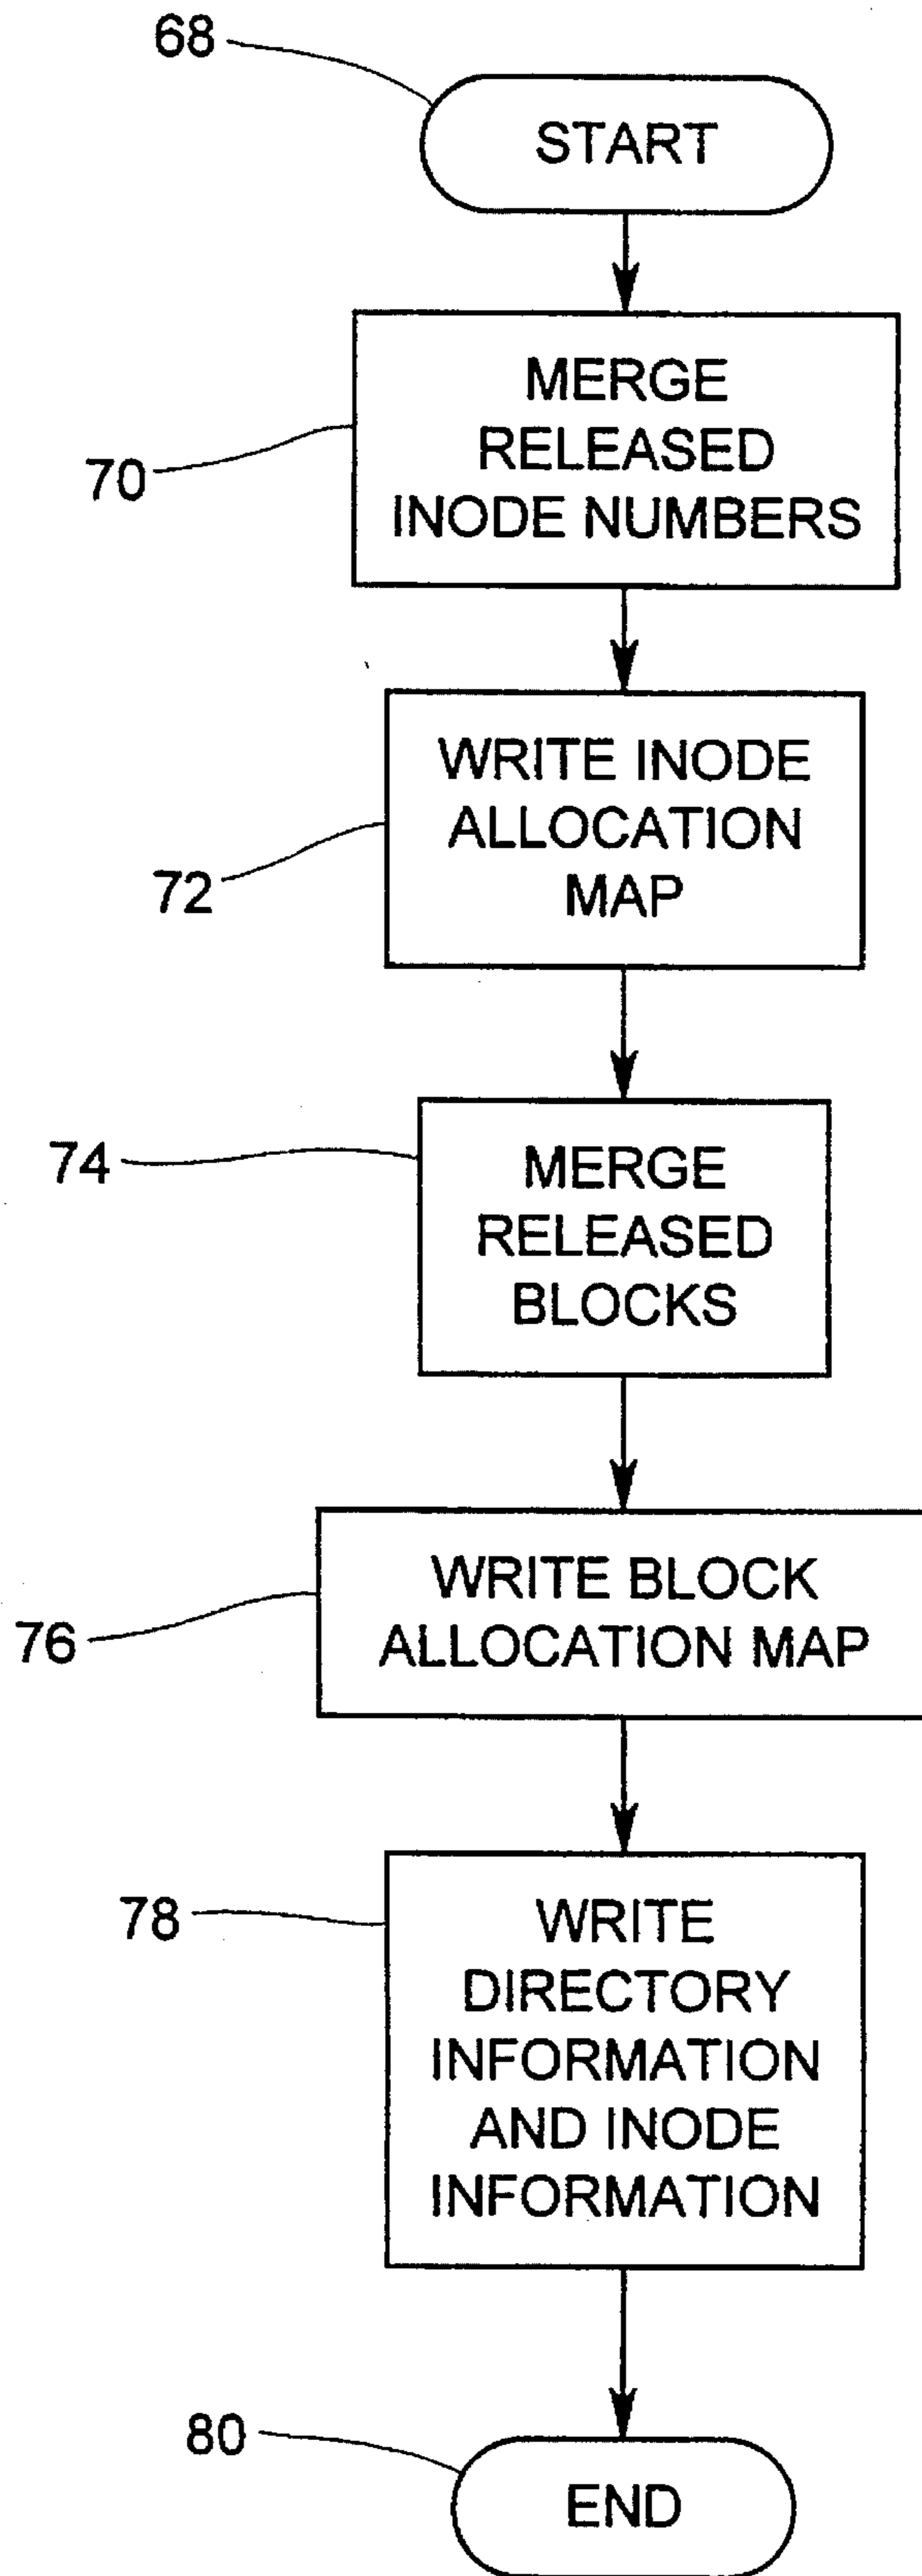 68
START
MERGE
RELEASED
INODE NUMBERS
70
WRITE INODE
ALLOCATION
MAP
72
74
MERGE
RELEASED
BLOCKS
WRITE BLOCK
ALLOCATION MAP
76
78
WRITE
DIRECTORY
INFORMATION
AND INODE
INFORMATION
80
END